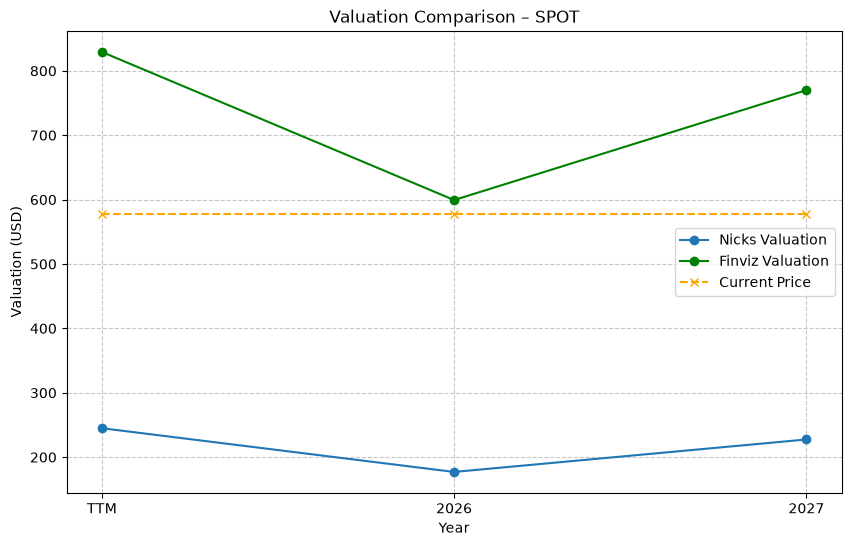 Valuation Comparison – SPOT
Valuation (USD)
800
700
600
500
400
300
200
Nicks Valuation
Finviz Valuation
Current Price
TTM
2026
2027
Year